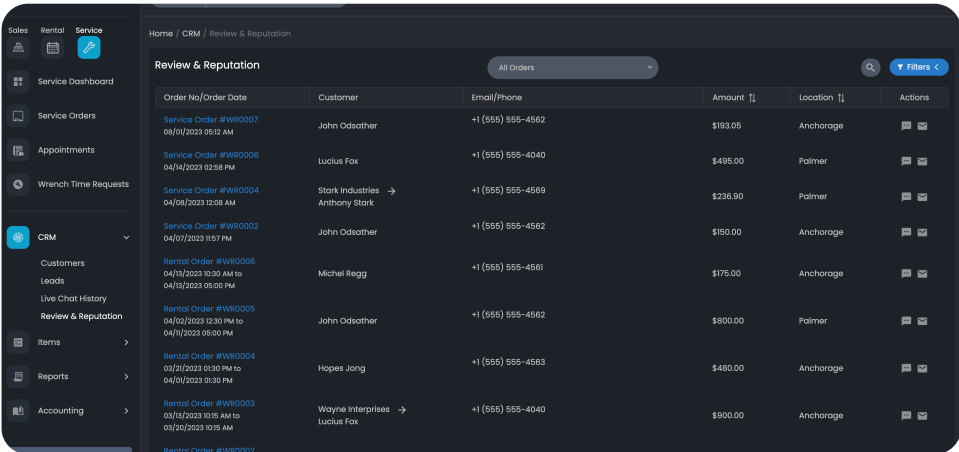 Sales Rental Service
Service Dashboard
Service Orders
Appointments
Wrench Time Requests
CRM
Customers
Leads
Live Chat History
Review & Reputation
Items
Reports
Accounting
Home / CRM / Review & Reputation
Review & Reputation
All Orders
Filters
Order No/Order Date Customer Email/Phone Amount Location Actions
Service Order #WR0007
08/01/2023 05:12 AM
John Odsather
+1 (555) 555-4562
$193.05
Anchorage
Service Order #WR0006
04/14/2023 02:58 PM
Lucius Fox
+1 (555) 555-4040
$495.00
Palmer
Service Order #WR0004
04/08/2023 12:08 AM
Stark Industries →
Anthony Stark
+1 (555) 555-4569
$236.90
Palmer
Service Order #WR0002
04/07/2023 11:57 PM
John Odsather
+1 (555) 555-4562
$150.00
Anchorage
Rental Order #WR0006
04/13/2023 10:30 AM to
04/13/2023 05:00 PM
Michel Regg
+1 (555) 555-4561
$175.00
Anchorage
Rental Order #WR0005
04/02/2023 12:30 PM to
04/11/2023 05:00 PM
John Odsather
+1 (555) 555-4562
$800.00
Palmer
Rental Order #WR0004
03/21/2023 01:30 PM to
04/01/2023 01:30 PM
Hopes Jong
+1 (555) 555-4563
$480.00
Anchorage
Rental Order #WR0003
03/13/2023 10:15 AM to
03/20/2023 10:15 AM
Wayne Interprises →
Lucius Fox
+1 (555) 555-4040
$900.00
Anchorage
Rental Order #WR0002